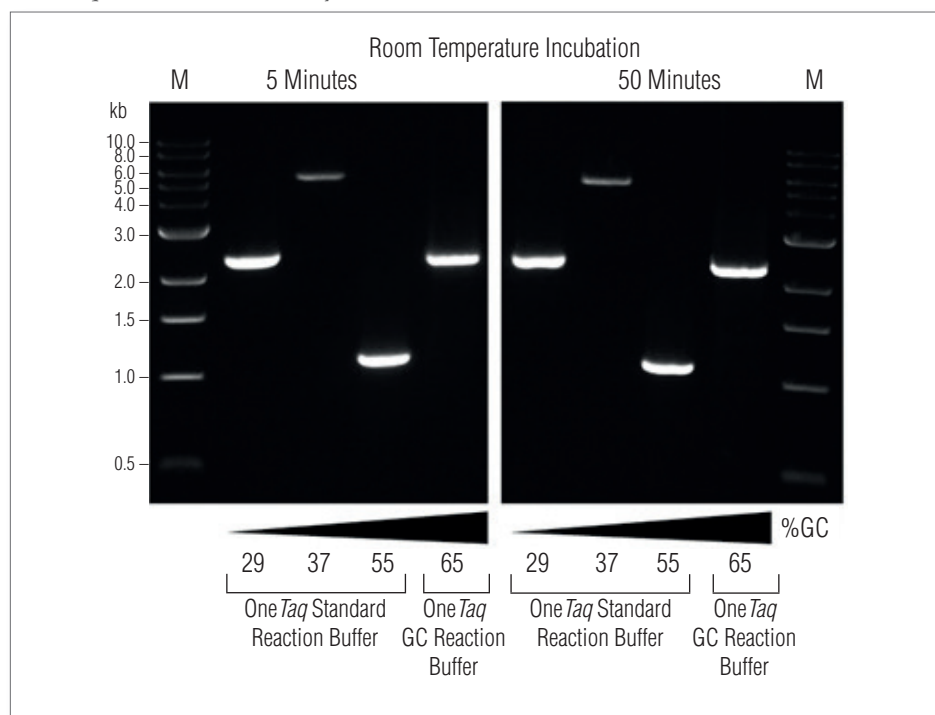 Room Temperature Incubation
M 5 Minutes 50 Minutes M
kb
10.0
8.0
6.0
5.0
4.0
3.0
2.0
1.5
1.0
0.5
%GC
29 37 55 65 29 37 55 65
OneTaq Standard Reaction Buffer
OneTaq GC Reaction Buffer
OneTaq Standard Reaction Buffer
OneTaq GC Reaction Buffer